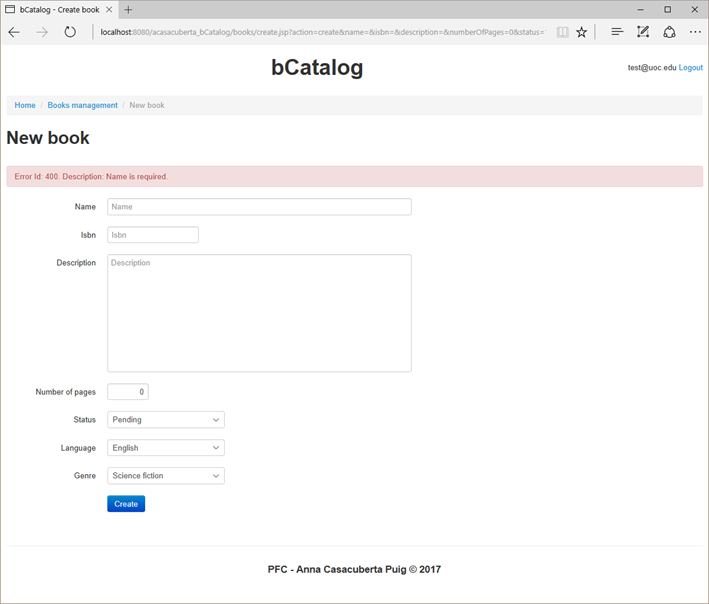 bCatalog - Create book
localhost:8080/acasacuberta_bCatalog/books/create.jsp?action=create&name=&isbn=&description=&numberOfPages=0&status=
bCatalog
test@uoc.edu Logout
Home / Books management / New book
New book
Error Id: 400. Description: Name is required.
Name Name
Isbn Isbn
Description Description
Number of pages 0
Status Pending
Language English
Genre Science fiction
Create
PFC - Anna Casacuberta Puig © 2017